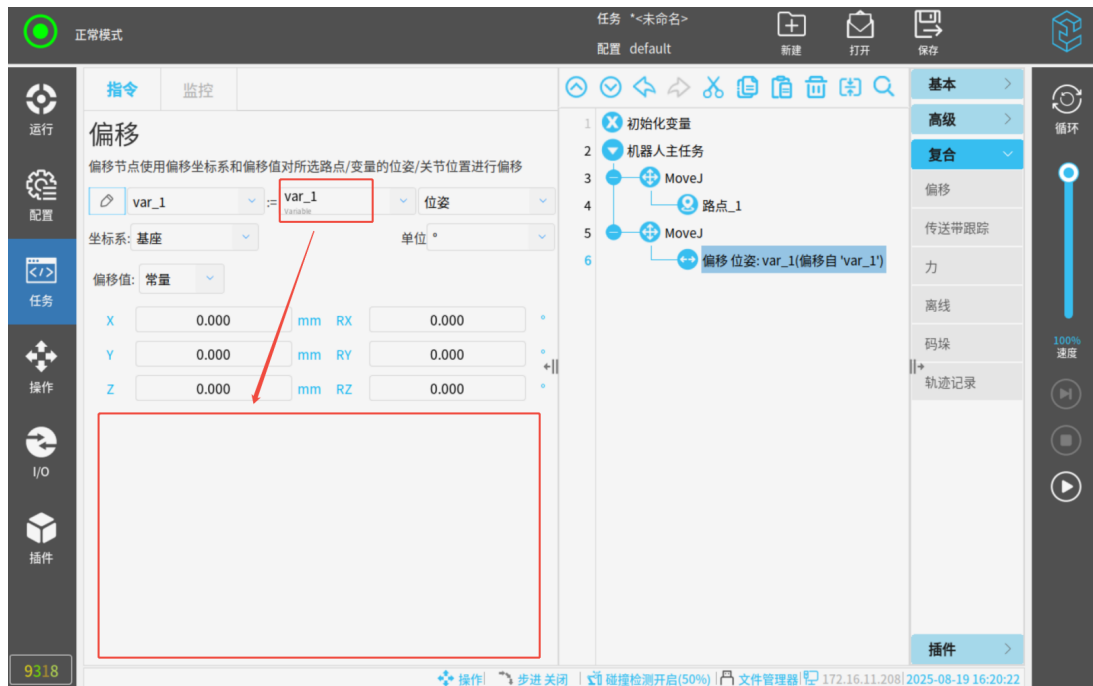 正常模式
任务 *<未命名>
配置 default
新建
打开
保存
运行
配置
任务
操作
I/O
插件
9318
指令 监控
偏移
偏移节点使用偏移坐标系和偏移值对所选路点/变量的位姿/关节位置进行偏移
var_1 := var_1 位姿
Variable
坐标系: 基座 单位 °
偏移值: 常量
X 0.000 mm RX 0.000 °
Y 0.000 mm RY 0.000 °
Z 0.000 mm RZ 0.000 °
1 初始化变量
2 机器人主任务
3 MoveJ
4 路点_1
5 MoveJ
6 偏移 位姿: var_1(偏移自 'var_1')
基本
高级
复合
偏移
传送带跟踪
力
离线
码垛
轨迹记录
插件
循环
100%
速度
操作 步进 关闭 碰撞检测开启(50%) 文件管理器 172.16.11.208 2025-08-19 16:20:22